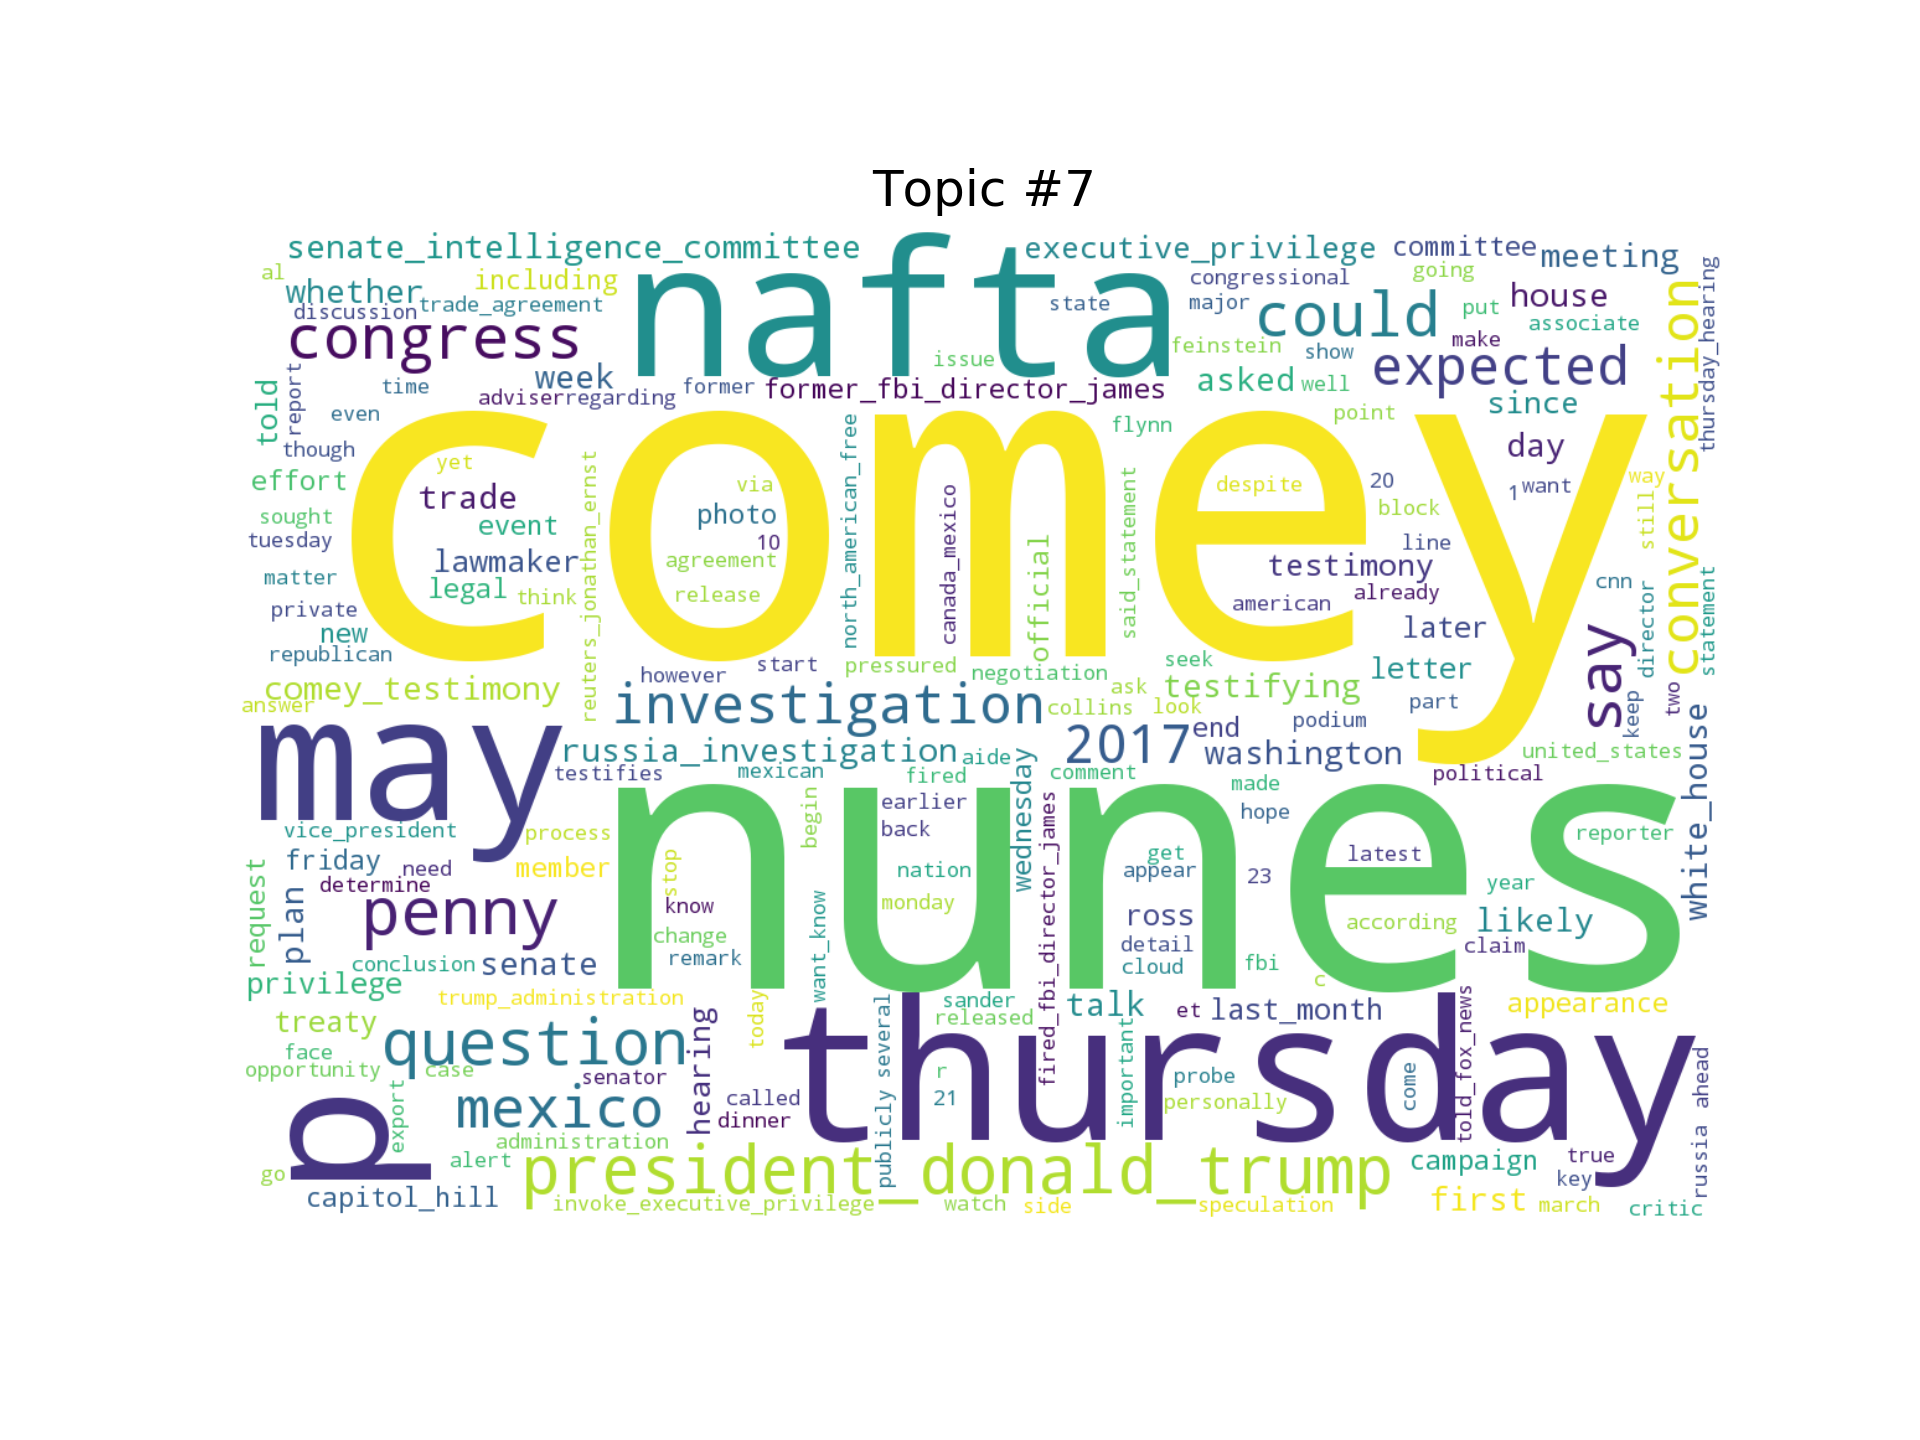 Topic #7
senate_intelligence_committee
nafta
executive_privilege
committee
meeting
al
including
whether
trade_agreement
discussion
congress
congressional
going
state
major
could
put
house
associate
conversation
thursday_hearing
issue
feinstein
show
make
expected
week
time
adviser
regarding
former
former_fbi_director_james
asked
well
since
told
report
even
though
comey
flynn
point
day
yet
effort
trade
via
despite
20
1
want
way
sought
event
photo
10
block
still
tuesday
reuters_jonathan_ernst
north_american_free
canada_mexico
official
said_statement
lawmaker
agreement
testimony
line
matter
legal
think
release
american
already
cnn
private
new
later
director
statement
republican
however
start
pressured
negotiation
seek
letter
say
comey_testimony
ask
testifying
answer
investigation
collins
look
part
two
keep
may
2017
end
podium
russia_investigation
aide
washington
united_states
white_house
testifies
mexican
fired
wednesday
comment
made
political
nunes
begin
earlier
hope
vice_president
process
back
reporter
friday
need
member
stop
nation
get
appear
latest
23
request
plan
determine
year
penny
know
want_know
monday
fired_fbi_director_james
ross
according
likely
change
detail
claim
conclusion
senate
remark
cloud
fbi
privilege
c
trump_administration
today
several
sander
talk
et
last_month
told_fox_news
appearance
treaty
released
question
hearing
thursday
face
opportunity
case
senator
r
important
probe
come
ahead
p
export
mexico
called
dinner
publicly
21
personally
administration
alert
go
president_donald_trump
campaign
true
key
russia
capitol_hill
invoke_executive_privilege
watch
side
speculation
first
march
critic